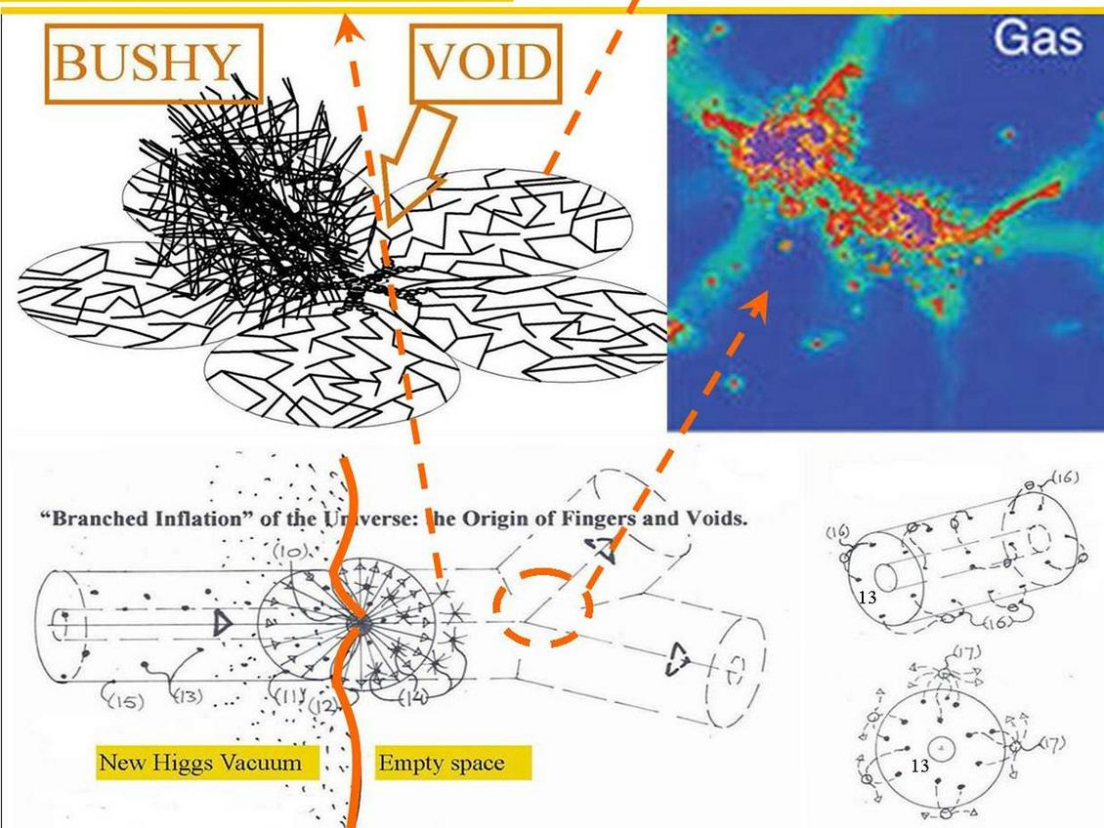 BUSHY
VOID
Gas
"Branched Inflation" of the Universe: the Origin of Fingers and Voids.
(10)
(15)
(13)
(11)
(12)
(14)
New Higgs Vacuum
Empty space
(16)
(16)
13
(16)
(17)
(17)
13